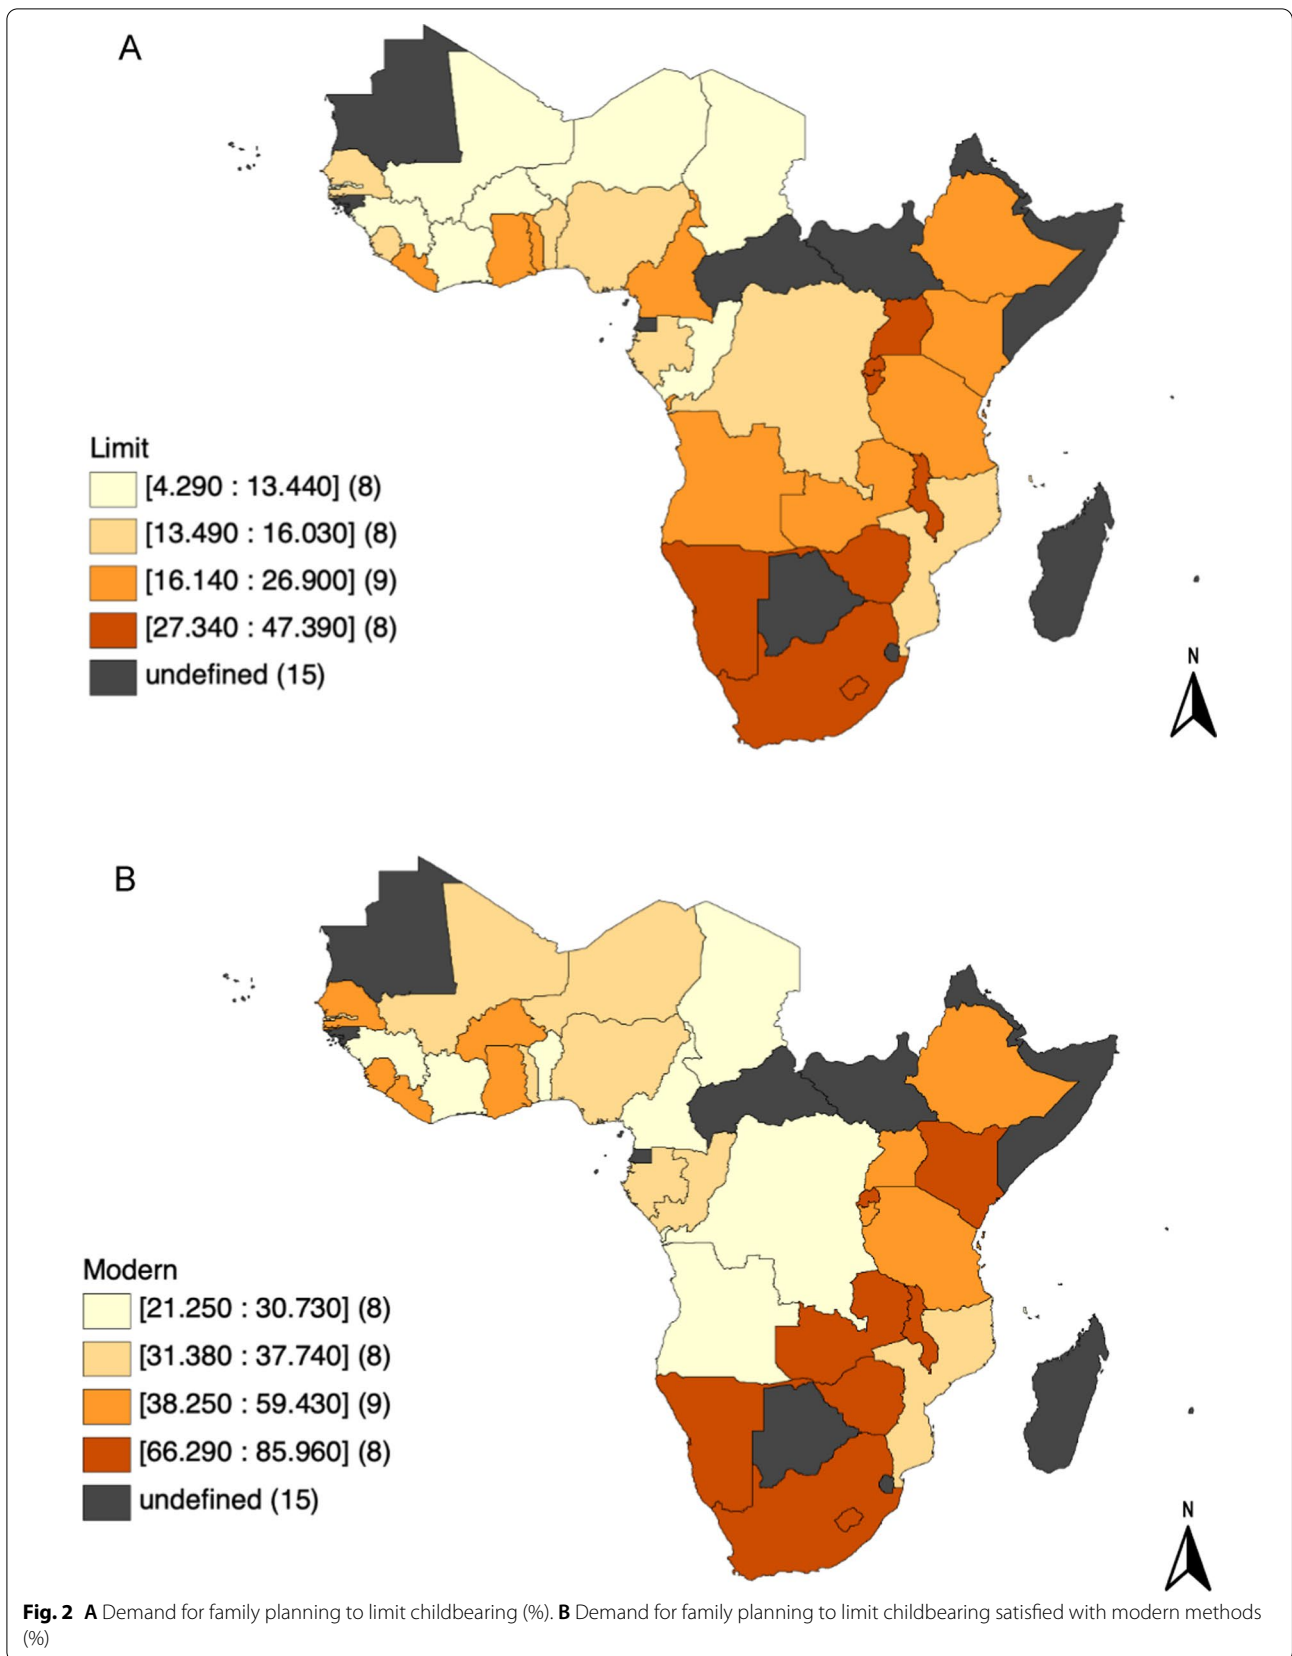 A
Limit
[4.290 : 13.440] (8)
[13.490 : 16.030] (8)
[16.140 : 26.900] (9)
[27.340 : 47.390] (8)
undefined (15)
N
B
Modern
[21.250 : 30.730] (8)
[31.380 : 37.740] (8)
[38.250 : 59.430] (9)
[66.290 : 85.960] (8)
undefined (15)
N
Fig. 2 A Demand for family planning to limit childbearing (%). B Demand for family planning to limit childbearing satisfied with modern methods
(%)